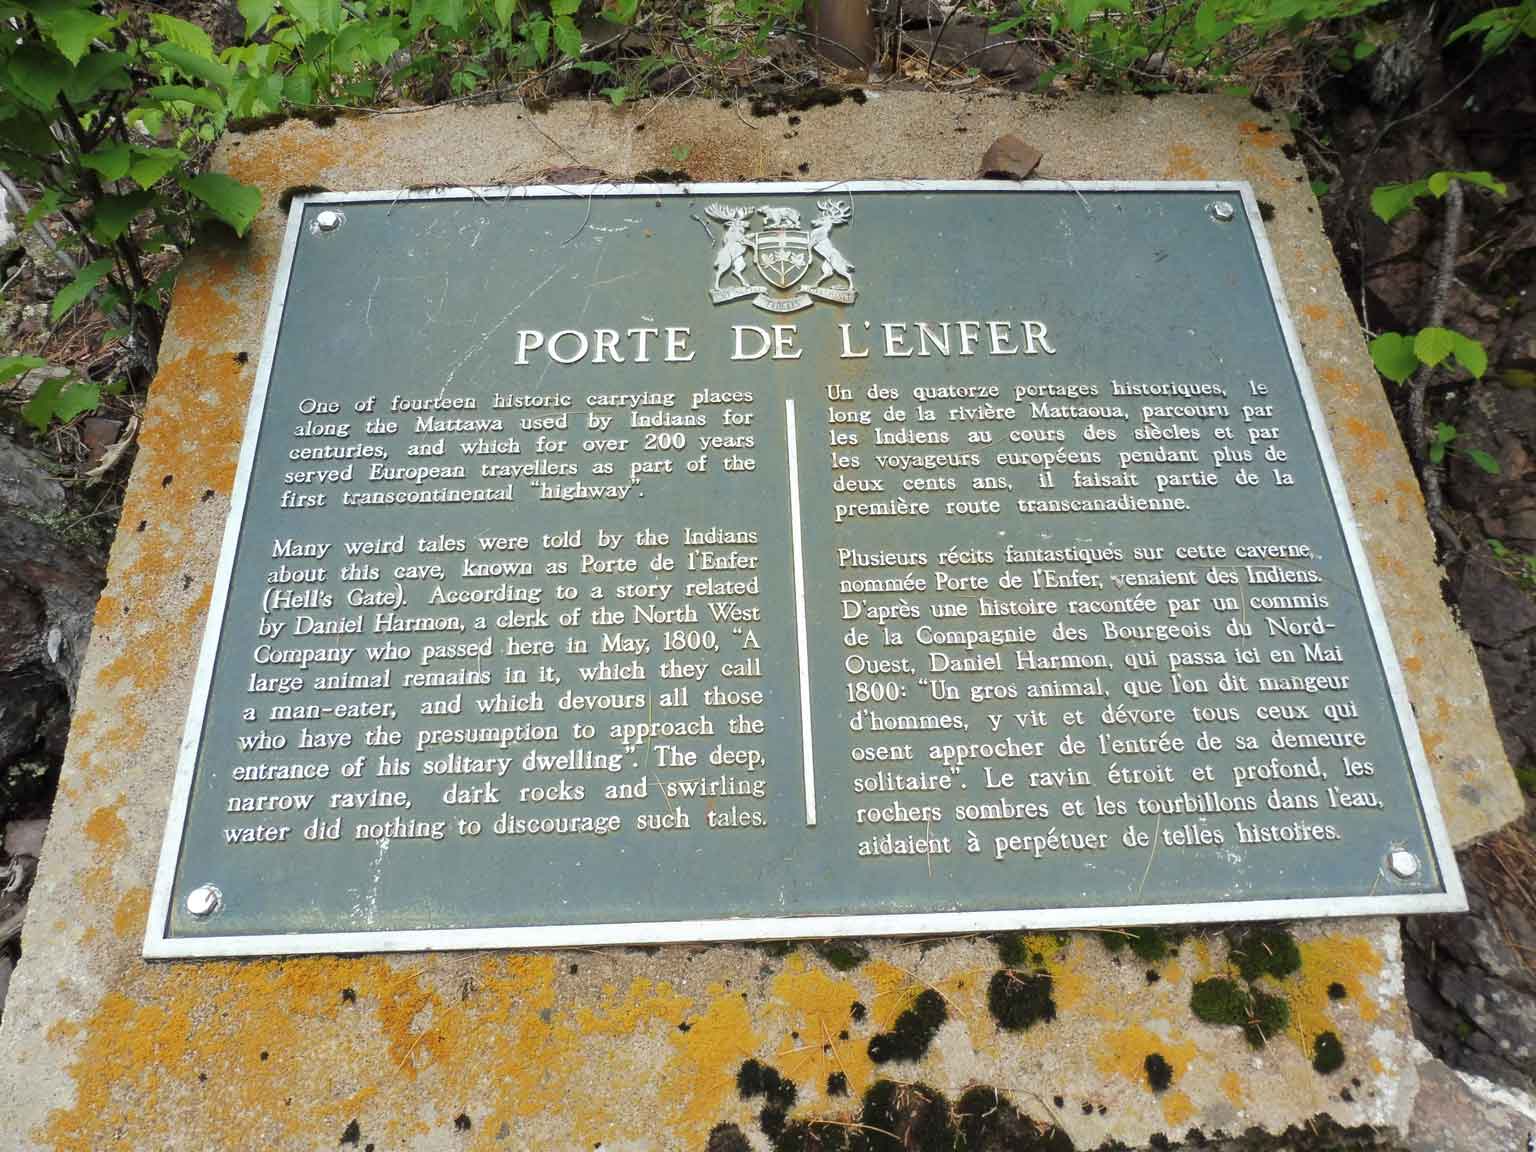 PORTE DE L'ENFER
One of fourteen historic carrying places
along the Mattawa used by Indians for
centuries, and which for over 200 years
served European travellers as part of the
first transcontinental "highway".
Many weird tales were told by the Indians
about this cave, known as Porte de l'Enfer
(Hell's Gate). According to a story related
by Daniel Harmon, a clerk of the North West
Company who passed here in May, 1800, "A
large animal remains in it, which they call
a man-eater, and which devours all those
who have the presumption to approach the
entrance of his solitary dwelling". The deep,
narrow ravine, dark rocks and swirling
water did nothing to discourage such tales.
Un des quatorze portages historiques, le
long de la rivière Mattaoua, parcouru par
les Indiens au cours des siècles et par
les voyageurs européens pendant plus de
deux cents ans, il faisait partie de la
première route transcanadienne.
Plusieurs récits fantastiques sur cette caverne,
nommée Porte de l'Enfer, venaient des Indiens.
D'après une histoire racontée par un commis
de la Compagnie des Bourgeois du Nord-
Ouest, Daniel Harmon, qui passa ici en Mai
1800: "Un gros animal, que l'on dit mangeur
d'hommes, y vit et dévore tous ceux qui
osent approcher de l'entrée de sa demeure
solitaire". Le ravin étroit et profond, les
rochers sombres et les tourbillons dans l'eau,
aidaient à perpétuer de telles histoires.